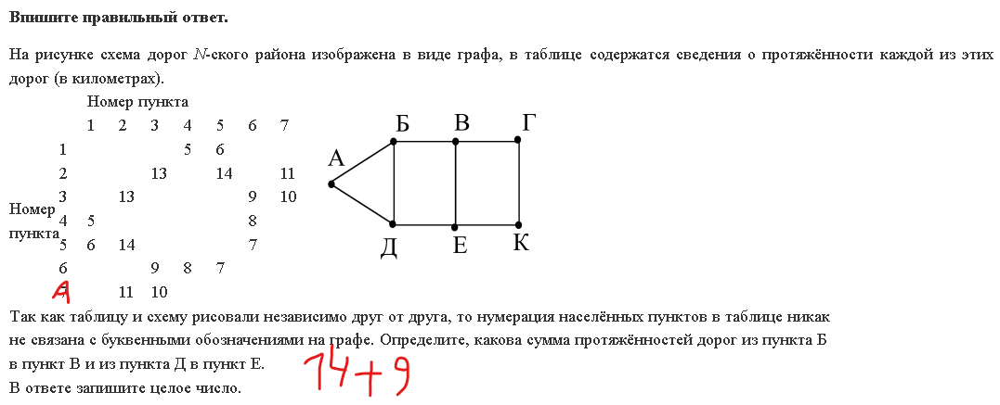 Впишите правильный ответ.
На рисунке схема дорог N-ского района изображена в виде графа, в таблице содержатся сведения о протяжённости каждой из этих
дорог (в километрах).
Номер пункта
1 2 3 4 5 6 7
1 5 6
2 13 14 11
3 13 9 10
Номер
пункта
4 5 8
5 6 14 7
6 9 8 7
А 11 10
А
Б
В
Г
Д
Е
К
Так как таблицу и схему рисовали независимо друг от друга, то нумерация населённых пунктов в таблице никак
не связана с буквенными обозначениями на графе. Определите, какова сумма протяжённостей дорог из пункта Б
в пункт В и из пункта Д в пункт Е.
14+9
В ответе запишите целое число.